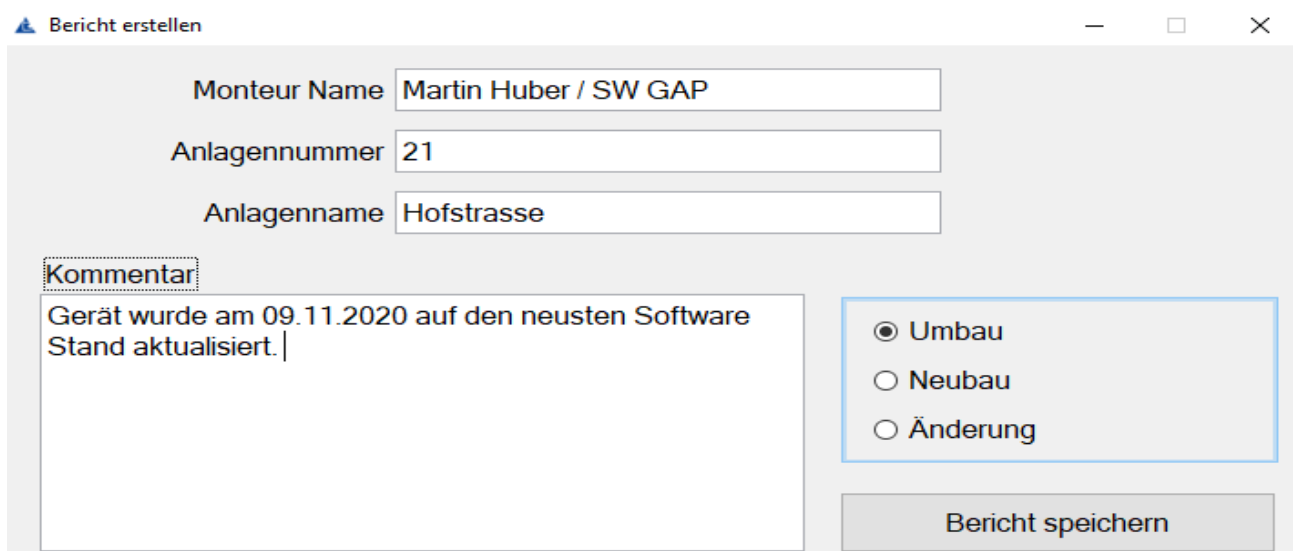 Bericht erstellen
Monteur Name Martin Huber / SW GAP
Anlagennummer 21
Anlagenname Hofstrasse
Kommentar
Gerät wurde am 09.11.2020 auf den neusten Software
Stand aktualisiert.
Umbau
Neubau
Änderung
Bericht speichern